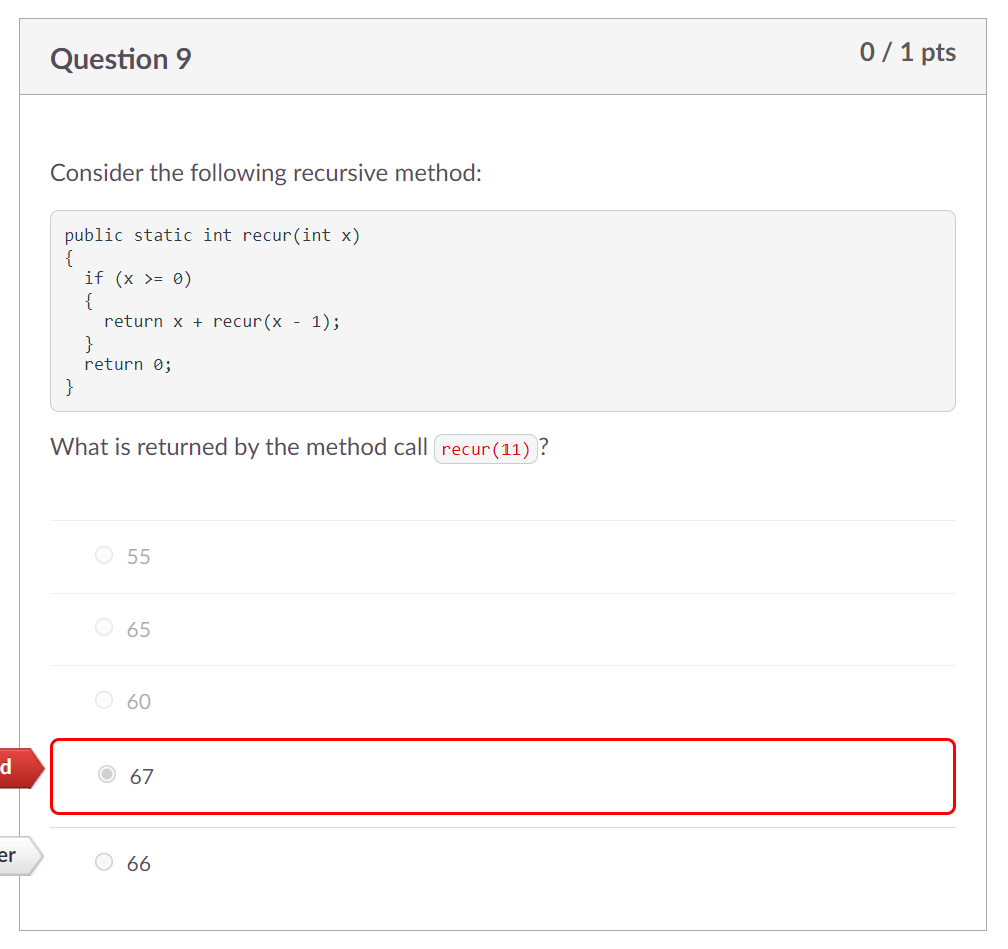 Question 9
0 / 1 pts
Consider the following recursive method:
public static int recur(int x)
{
  if (x >= 0)
  {
    return x + recur(x - 1);
  }
  return 0;
}
What is returned by the method call recur(11)?
55
65
60
d
67
er
66